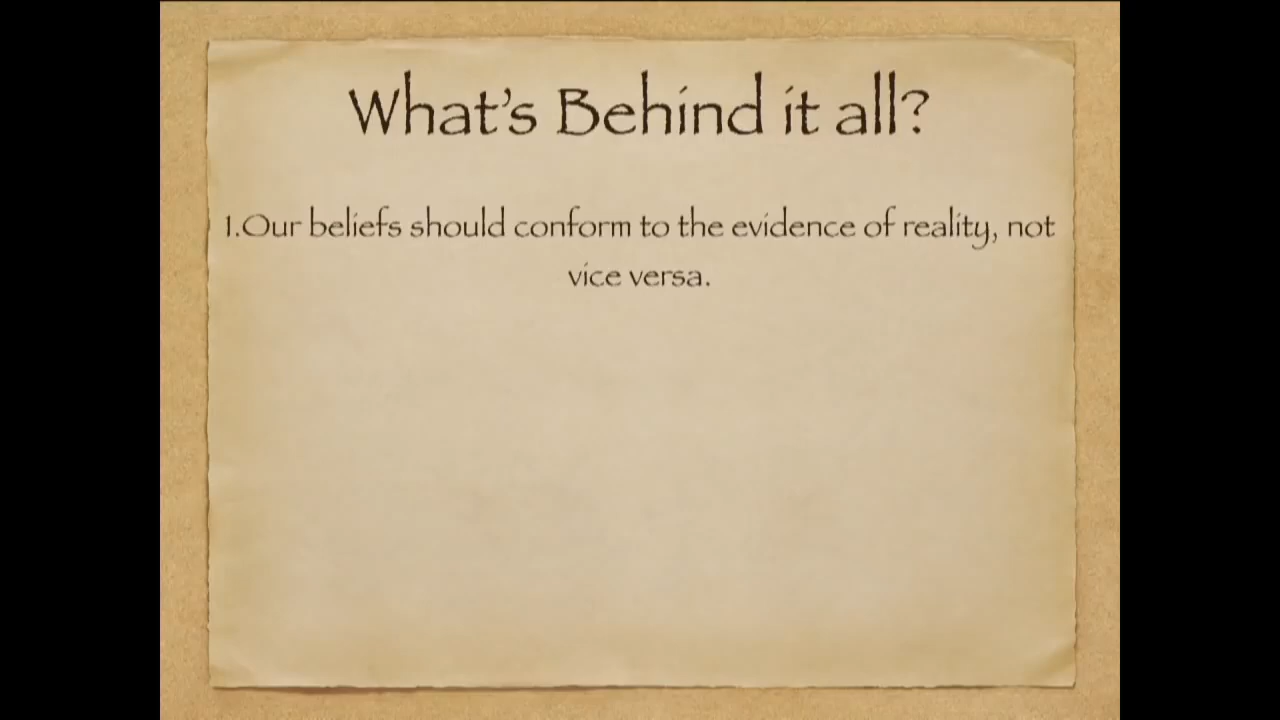 What's Behind it all?
1.Our beliefs should conform to the evidence of reality, not
vice versa.